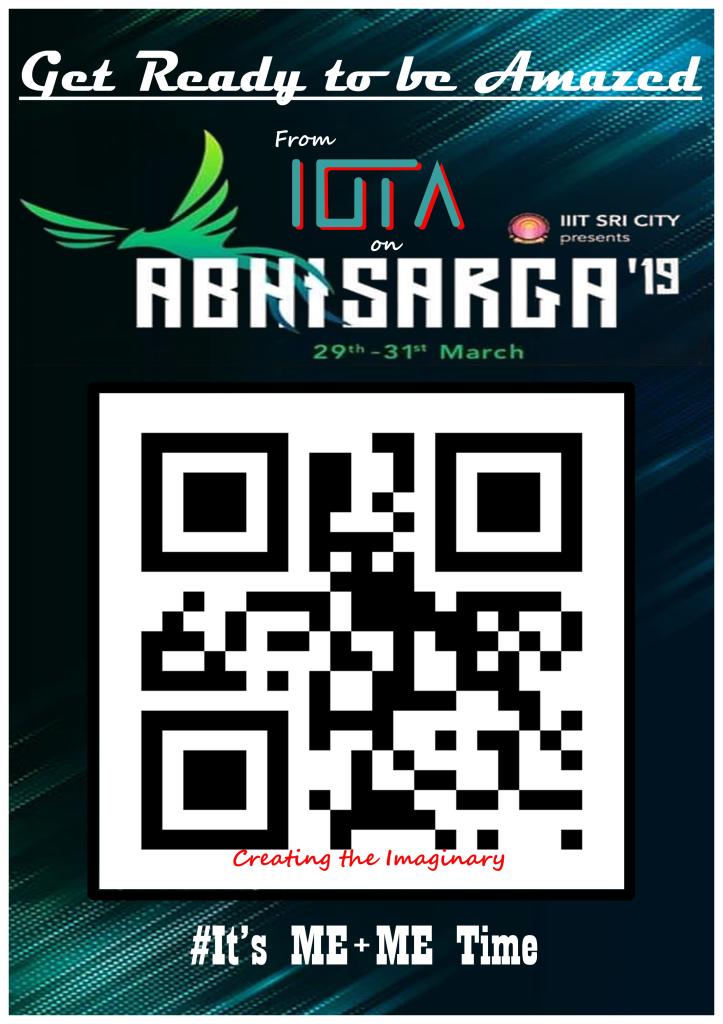 Get Ready to be Amazed
From
IOTA
on
IIIT SRI CITY
presents
ABHISARGA'19
29th-31st March
Creating the Imaginary
#It's ME+ME Time